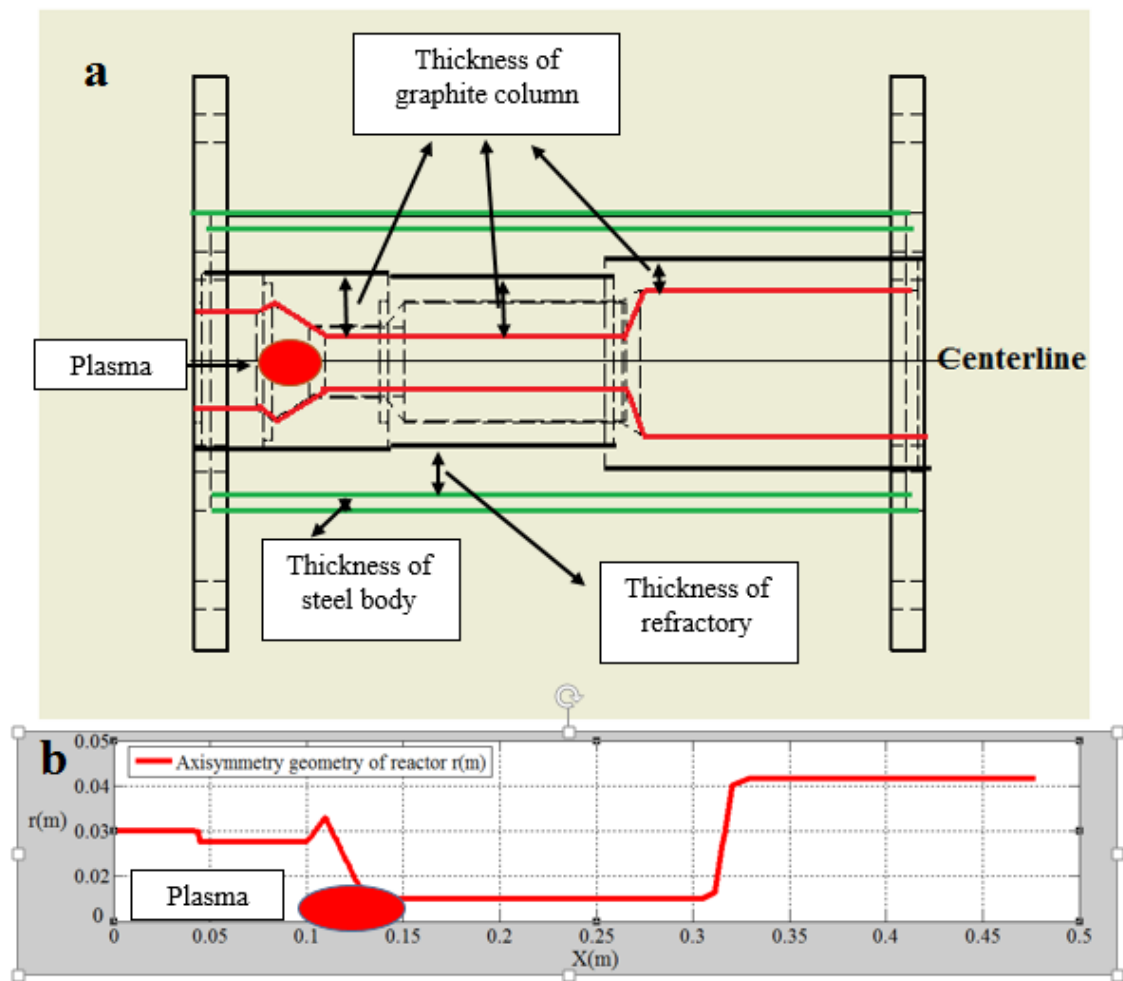 a
Thickness of
graphite column
Plasma
Centerline
Thickness of
steel body
Thickness of
refractory
b
Axisymmetry geometry of reactor r(m)
r(m)
0.05
0.04
0.03
0.02
0
Plasma
0 0.05 0.1 0.15 0.2 0.25 0.3 0.35 0.4 0.45 0.5
X(m)